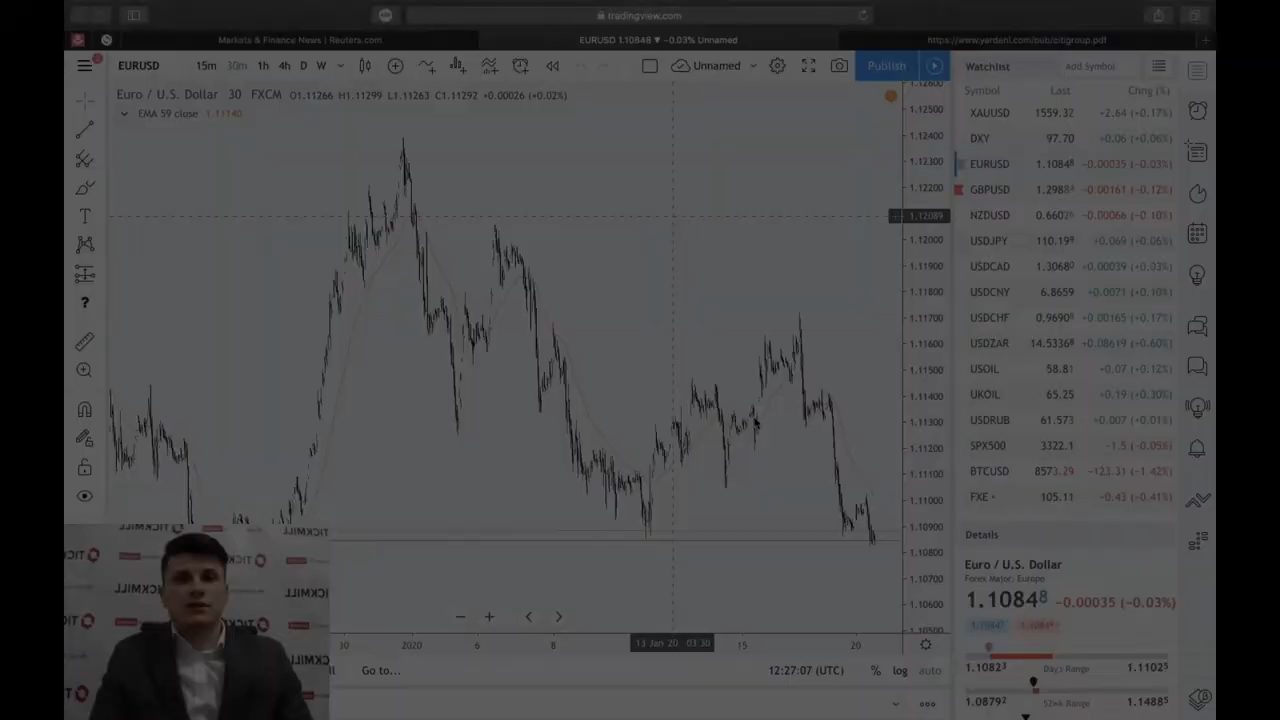 tradingview.com
Markets & Finance News | Reuters.com
EURUSD 1.10848 ▼ -0.03% Unnamed
https://www.yardeni.com/pub/citigroup.pdf
EURUSD 15m 30m 1h 4h D W Unnamed Publish
Euro / U.S. Dollar 30 FXCM O1.11266 H1.11299 L1.11263 C1.11292 +0.00026 (+0.02%)
EMA 59 close 1.11140
1.12500
1.12400
1.12300
1.12200
1.12089
1.12000
1.11900
1.11800
1.11700
1.11600
1.11500
1.11400
1.11300
1.11200
1.11100
1.11000
1.10900
1.10800
1.10700
1.10600
1.10500
Watchlist Add Symbol
Symbol Last Chng (%)
XAUUSD 1559.32 +2.64 (+0.17%)
DXY 97.70 +0.06 (+0.06%)
EURUSD 1.10848 -0.00035 (-0.03%)
GBPUSD 1.29884 -0.00161 (-0.12%)
NZDUSD 0.66026 -0.00066 (-0.10%)
USDJPY 110.198 +0.069 (+0.06%)
USDCAD 1.30680 +0.00039 (+0.03%)
USDCNY 6.8659 +0.0071 (+0.10%)
USDCHF 0.96908 +0.00165 (+0.17%)
USDZAR 14.53368 +0.08619 (+0.60%)
USOIL 58.81 +0.07 (+0.12%)
UKOIL 65.25 +0.19 (+0.30%)
USDRUB 61.573 +0.007 (+0.01%)
SPX500 3322.1 -1.5 (-0.05%)
BTCUSD 8573.29 -123.31 (-1.42%)
FXE 105.11 -0.43 (-0.41%)
Details
Euro / U.S. Dollar
Forex Major: Europe
1.10848 -0.00035 (-0.03%)
1.10823 Day's Range 1.11025
1.08792 52wk Range 1.14885
2020 6 8 13 Jan 20 03:30 15 20
Go to... 12:27:07 (UTC) % log auto
TICKMILL